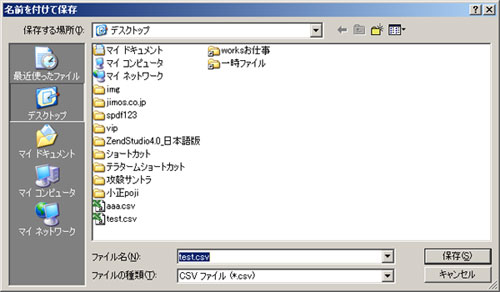 名前を付けて保存
保存する場所(I):
デスクトップ
最近使ったファイル
デスクトップ
マイ ドキュメント
マイ コンピュータ
マイ ネットワーク
マイ ドキュメント
マイ コンピュータ
マイ ネットワーク
img
jimos.co.jp
spdf123
vip
ZendStudio4.0_日本語版
ショートカット
テラタームショートカット
攻殻サントラ
小正poji
aaa.csv
test.csv
worksお仕事
一時ファイル
ファイル名(N):
test.csv
保存(S)
ファイルの種類(T):
CSV ファイル (*.csv)
キャンセル